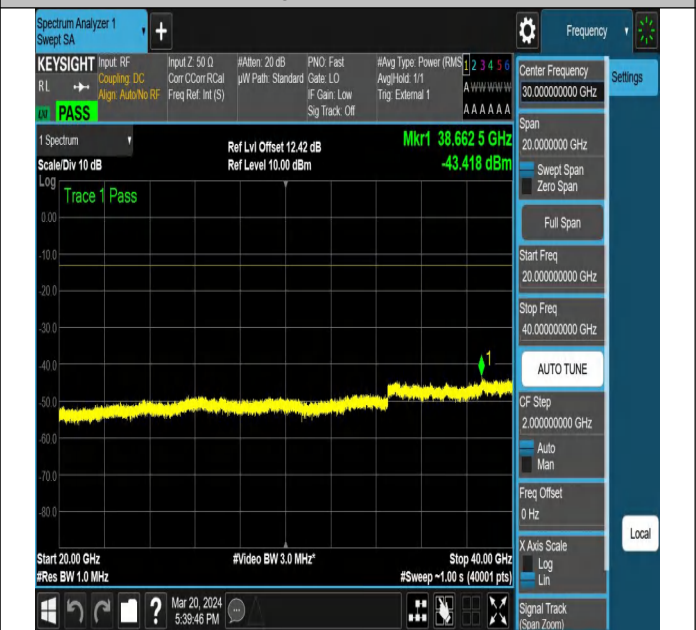 Spectrum Analyzer 1
Swept SA
+
Frequency
KEYSIGHT
RL
PASS
Input: RF
Coupling: DC
Align: Auto/No RF
Input Z: 50 Ω
Corr CCorr RCal
Freq Ref: Int (S)
#Atten: 20 dB
µW Path: Standard
PNO: Fast
Gate: LO
IF Gain: Low
Sig Track: Off
#Avg Type: Power (RMS
Avg|Hold: 1/1
Trig: External 1
1 2 3 4 5 6
A W W W W W
A A A A A A
1 Spectrum
Scale/Div 10 dB
Log
Ref Lvl Offset 12.42 dB
Ref Level 10.00 dBm
Mkr1 38.662 5 GHz
-43.418 dBm
Trace 1 Pass
0.00
-10.0
-20.0
-30.0
-40.0
-50.0
-60.0
-70.0
-80.0
1
Start 20.00 GHz
#Res BW 1.0 MHz
#Video BW 3.0 MHz*
Stop 40.00 GHz
#Sweep ~1.00 s (40001 pts)
Center Frequency
30.000000000 GHz
Settings
Span
20.0000000 GHz
Swept Span
Zero Span
Full Span
Start Freq
20.000000000 GHz
Stop Freq
40.000000000 GHz
AUTO TUNE
CF Step
2.000000000 GHz
Auto
Man
Freq Offset
0 Hz
Local
X Axis Scale
Log
Lin
Signal Track
(Span Zoom)
?
Mar 20, 2024
5:39:46 PM